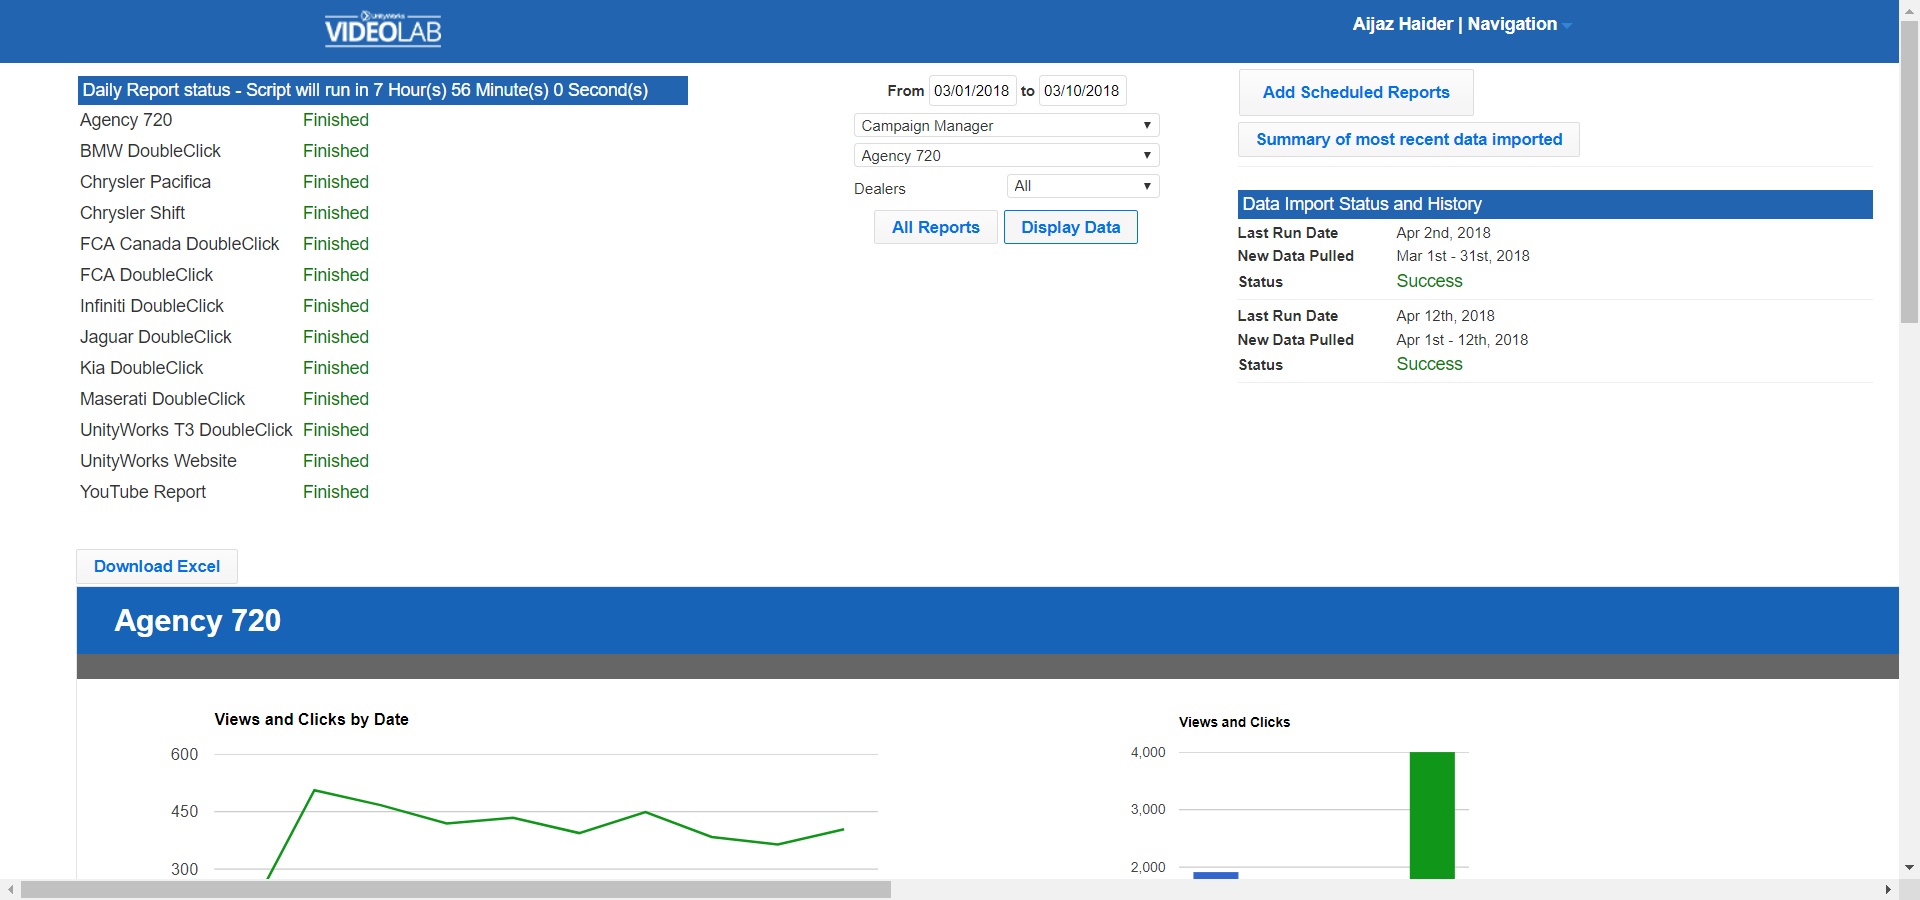 UnityWorks
VIDEOLAB
Aijaz Haider | Navigation
Daily Report status - Script will run in 7 Hour(s) 56 Minute(s) 0 Second(s)
Agency 720 Finished
BMW DoubleClick Finished
Chrysler Pacifica Finished
Chrysler Shift Finished
FCA Canada DoubleClick Finished
FCA DoubleClick Finished
Infiniti DoubleClick Finished
Jaguar DoubleClick Finished
Kia DoubleClick Finished
Maserati DoubleClick Finished
UnityWorks T3 DoubleClick Finished
UnityWorks Website Finished
YouTube Report Finished
From 03/01/2018 to 03/10/2018
Campaign Manager
Agency 720
Dealers All
All Reports Display Data
Add Scheduled Reports
Summary of most recent data imported
Data Import Status and History
Last Run Date Apr 2nd, 2018
New Data Pulled Mar 1st - 31st, 2018
Status Success
Last Run Date Apr 12th, 2018
New Data Pulled Apr 1st - 12th, 2018
Status Success
Download Excel
Agency 720
Views and Clicks by Date
600
450
300
Views and Clicks
4,000
3,000
2,000